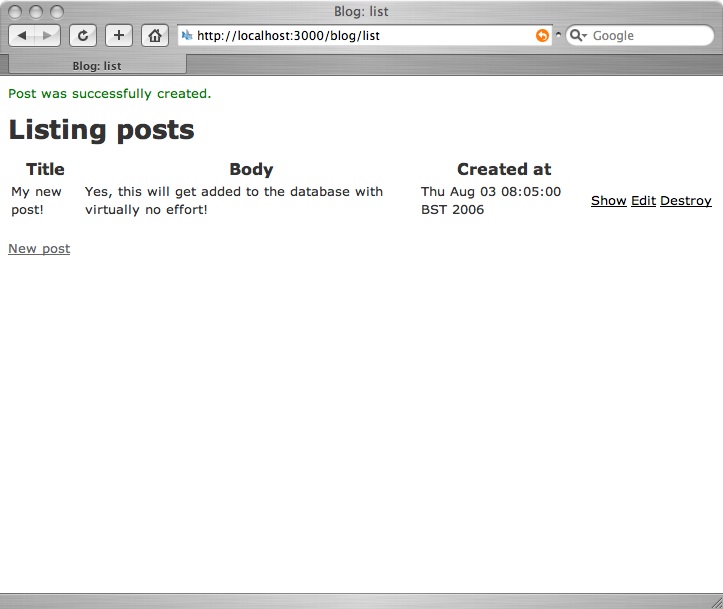 Blog: list
http://localhost:3000/blog/list
Google
Blog: list
Post was successfully created.
Listing posts
Title Body Created at
My new Yes, this will get added to the database with Thu Aug 03 08:05:00
post! virtually no effort! BST 2006
Show Edit Destroy
New post